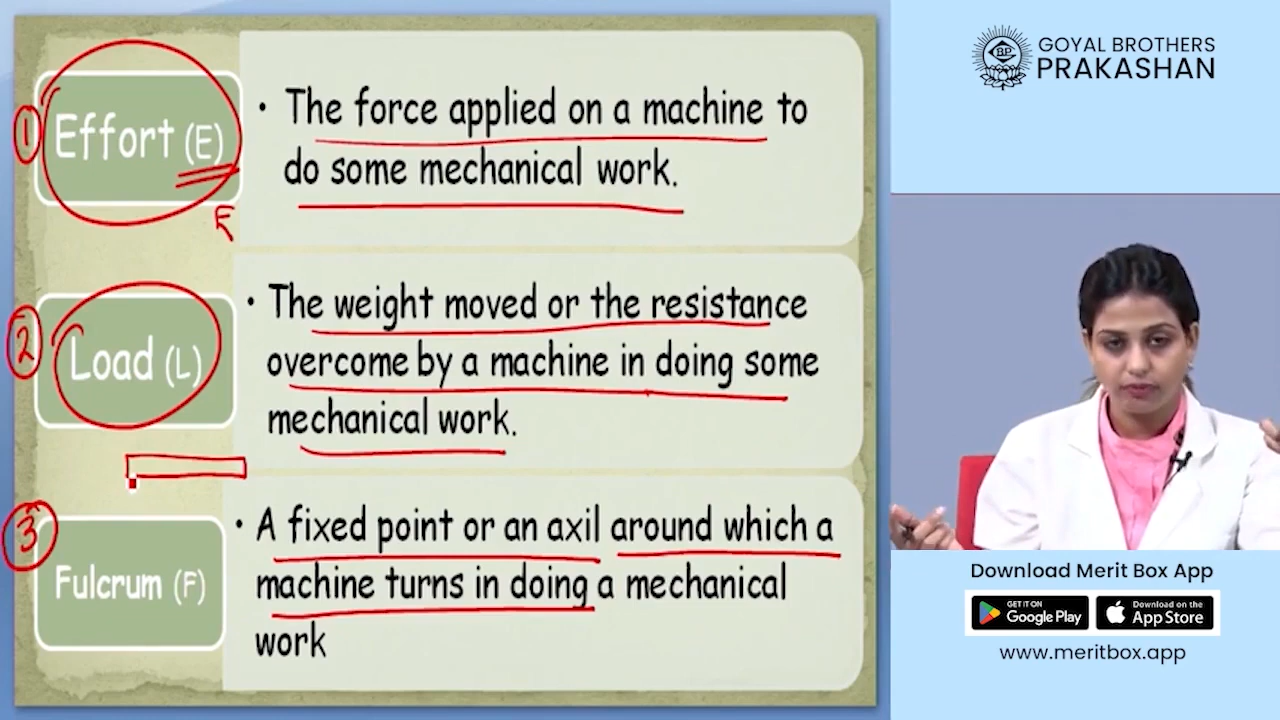 1
Effort (E)
• The force applied on a machine to
do some mechanical work.
E
2
Load (L)
• The weight moved or the resistance
overcome by a machine in doing some
mechanical work.
3
Fulcrum (F)
• A fixed point or an axil around which a
machine turns in doing a mechanical
work
GOYAL BROTHERS
PRAKASHAN
Download Merit Box App
GET IT ON
Google Play
Download on the
App Store
www.meritbox.app